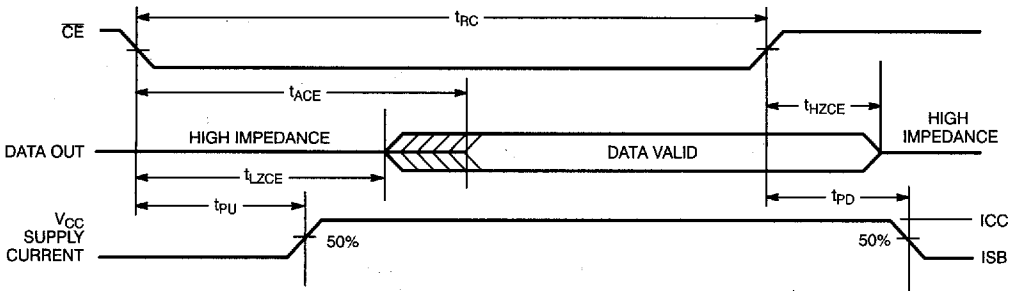 tRC
CE
tACE
tHZCE
HIGH IMPEDANCE
HIGH
IMPEDANCE
DATA OUT
DATA VALID
tLZCE
tPU
tPD
VCC
SUPPLY
CURRENT
50%
50%
ICC
ISB